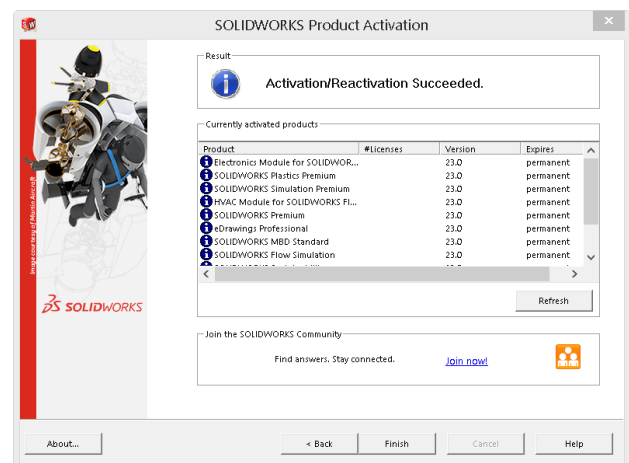 SOLIDWORKS Product Activation
Result
Activation/Reactivation Succeeded.
Currently activated products
Product #Licenses Version Expires
Electronics Module for SOLIDWOR... 23.0 permanent
SOLIDWORKS Plastics Premium 23.0 permanent
SOLIDWORKS Simulation Premium 23.0 permanent
HVAC Module for SOLIDWORKS Fl... 23.0 permanent
SOLIDWORKS Premium 23.0 permanent
eDrawings Professional 23.0 permanent
SOLIDWORKS MBD Standard 23.0 permanent
SOLIDWORKS Flow Simulation 23.0 permanent
Refresh
Image courtesy of Martin Aircraft
SOLIDWORKS
Join the SOLIDWORKS Community
Find answers. Stay connected. Join now!
About... < Back Finish Cancel Help